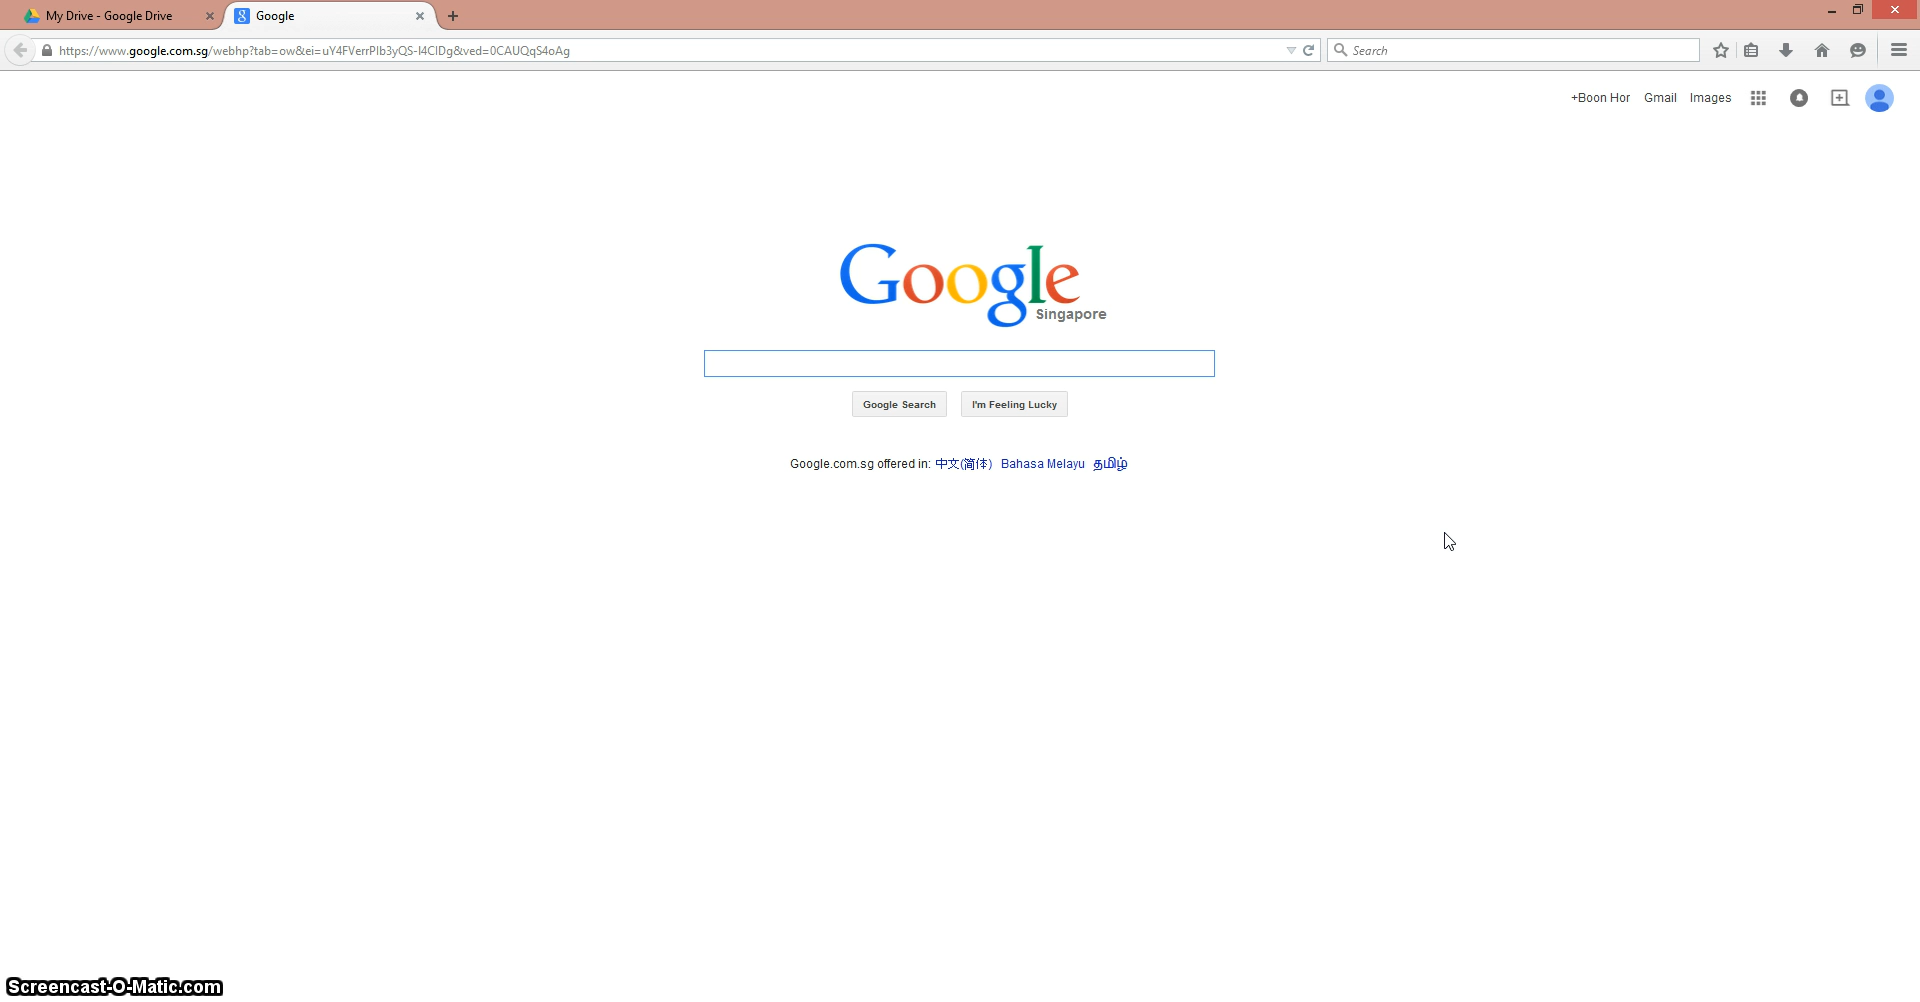 My Drive - Google Drive
Google
https://www.google.com.sg/webhp?tab=ow&ei=uY4FVerrPIb3yQS-I4CIDg&ved=0CAUQqS4oAg
Search
+Boon Hor Gmail Images
Google
Singapore
Google Search I'm Feeling Lucky
Google.com.sg offered in: 中文(简体) Bahasa Melayu தமிழ்
Screencast-O-Matic.com